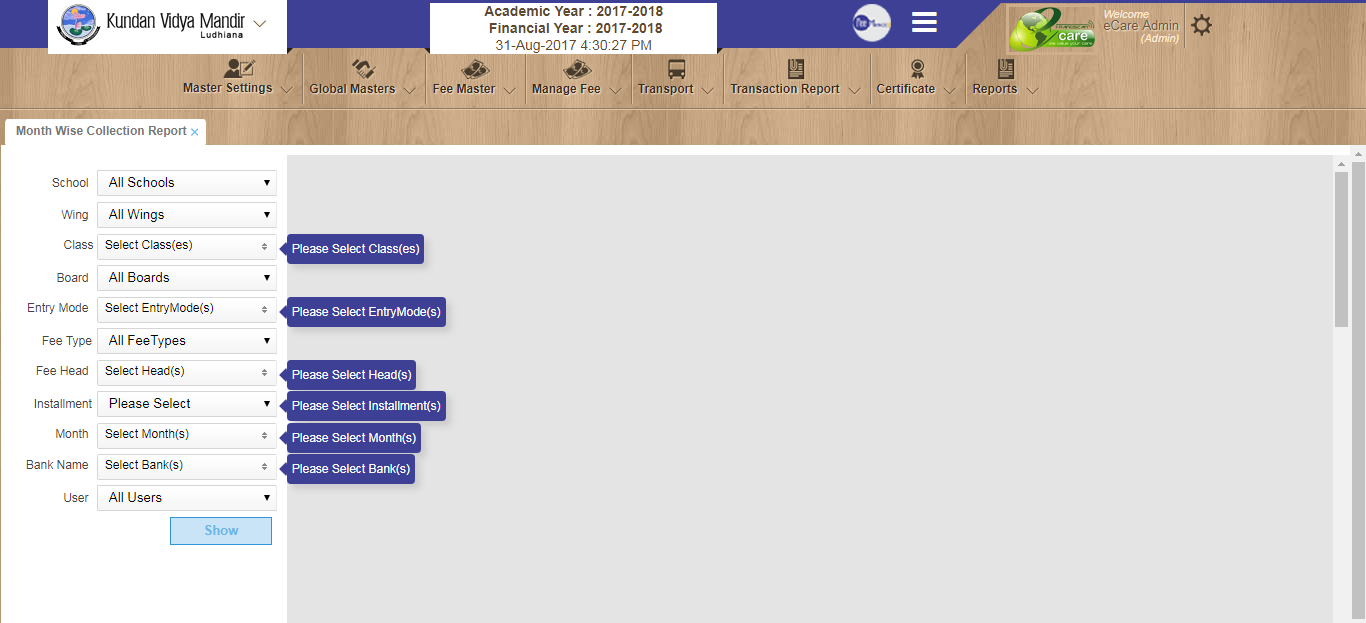 Kundan Vidya Mandir
Ludhiana
Academic Year : 2017-2018
Financial Year : 2017-2018
31-Aug-2017 4:30:27 PM
care
Welcome
eCare Admin
(Admin)
Master Settings
Global Masters
Fee Master
Manage Fee
Transport
Transaction Report
Certificate
Reports
Month Wise Collection Report ×
School All Schools
Wing All Wings
Class Select Class(es) Please Select Class(es)
Board All Boards
Entry Mode Select EntryMode(s) Please Select EntryMode(s)
Fee Type All FeeTypes
Fee Head Select Head(s) Please Select Head(s)
Installment Please Select Please Select Installment(s)
Month Select Month(s) Please Select Month(s)
Bank Name Select Bank(s) Please Select Bank(s)
User All Users
Show